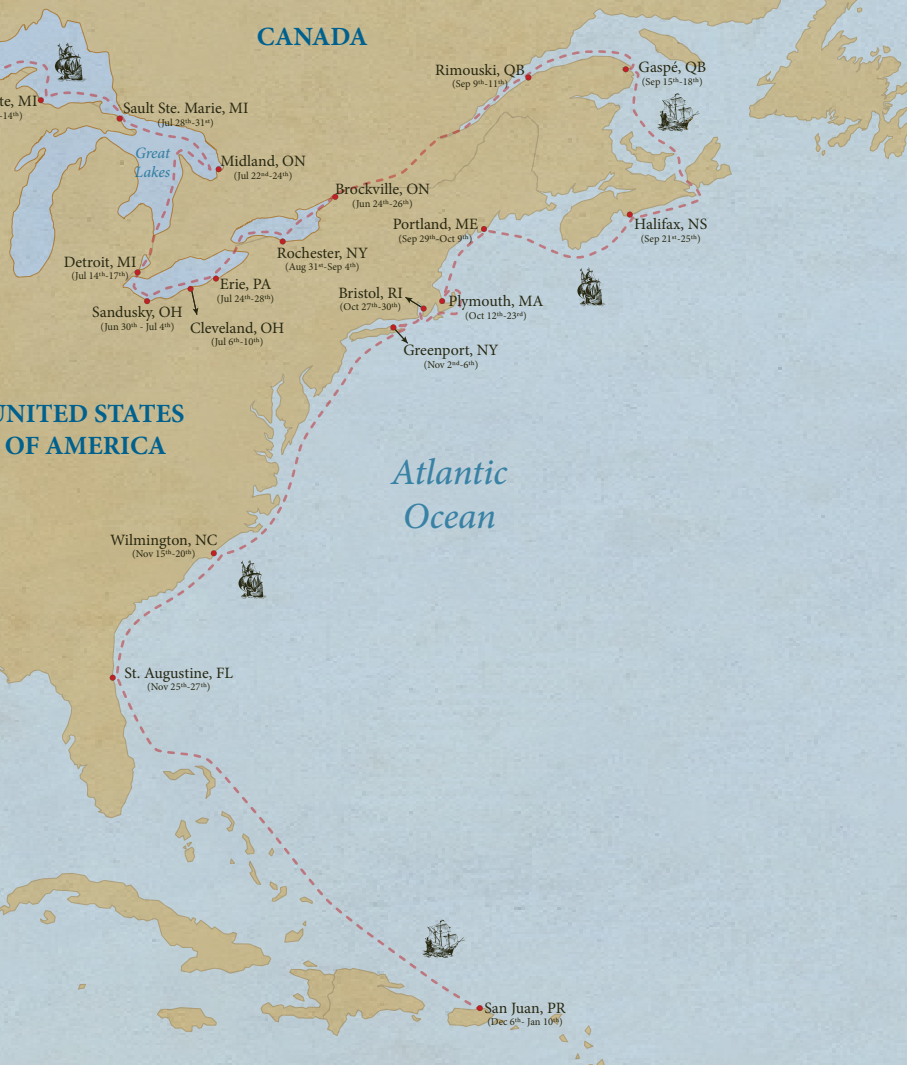 CANADA
Rimouski, QB
(Sep 9th-11th)
Gaspé, QB
(Sep 15th-18th)
te, MI
-14th)
Sault Ste. Marie, MI
(Jul 28th-31st)
Great
Lakes
Midland, ON
(Jul 22nd-24th)
Brockville, ON
(Jun 24th-26th)
Portland, ME
(Sep 29th-Oct 9th)
Halifax, NS
(Sep 21st-25th)
Rochester, NY
(Aug 31st-Sep 4th)
Detroit, MI
(Jul 14th-17th)
Erie, PA
(Jul 24th-28th)
Sandusky, OH
(Jun 30th - Jul 4th)
Cleveland, OH
(Jul 6th-10th)
Bristol, RI
(Oct 27th-30th)
Plymouth, MA
(Oct 12th-23rd)
Greenport, NY
(Nov 2nd-6th)
UNITED STATES
OF AMERICA
Atlantic
Ocean
Wilmington, NC
(Nov 15th-20th)
St. Augustine, FL
(Nov 25th-27th)
San Juan, PR
(Dec 6th- Jan 10th)